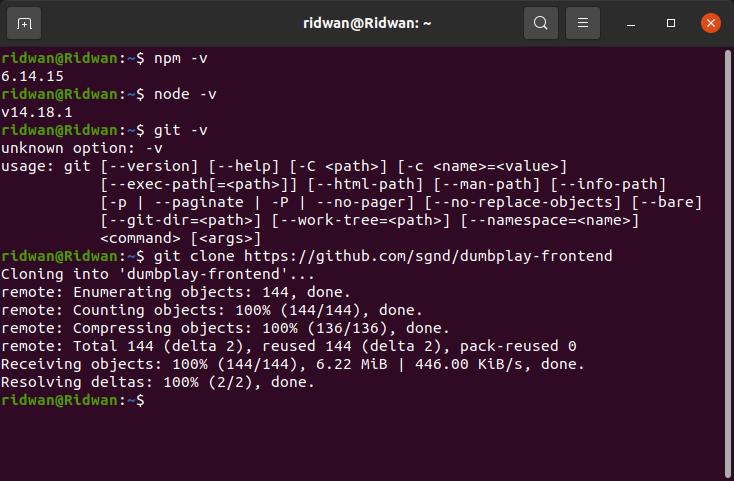 ridwan@Ridwan: ~
ridwan@Ridwan:~$ npm -v
6.14.15
ridwan@Ridwan:~$ node -v
v14.18.1
ridwan@Ridwan:~$ git -v
unknown option: -v
usage: git [--version] [--help] [-C <path>] [-c <name>=<value>]
           [--exec-path[=<path>]] [--html-path] [--man-path] [--info-path]
           [-p | --paginate | -P | --no-pager] [--no-replace-objects] [--bare]
           [--git-dir=<path>] [--work-tree=<path>] [--namespace=<name>]
           <command> [<args>]
ridwan@Ridwan:~$ git clone https://github.com/sgnd/dumbplay-frontend
Cloning into 'dumbplay-frontend'...
remote: Enumerating objects: 144, done.
remote: Counting objects: 100% (144/144), done.
remote: Compressing objects: 100% (136/136), done.
remote: Total 144 (delta 2), reused 144 (delta 2), pack-reused 0
Receiving objects: 100% (144/144), 6.22 MiB | 446.00 KiB/s, done.
Resolving deltas: 100% (2/2), done.
ridwan@Ridwan:~$